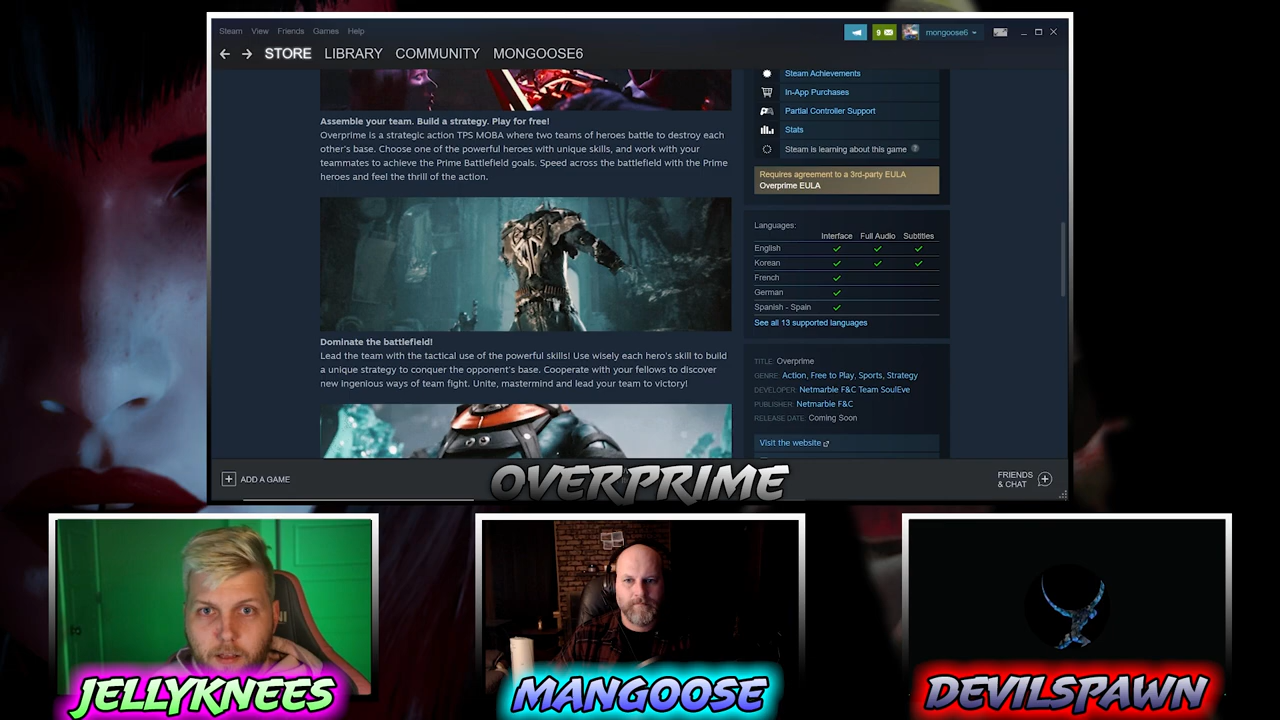 Steam View Friends Games Help
9
mongoose6
STORE LIBRARY COMMUNITY MONGOOSE6
Assemble your team. Build a strategy. Play for free!
Overprime is a strategic action TPS MOBA where two teams of heroes battle to destroy each
other's base. Choose one of the powerful heroes with unique skills, and work with your
teammates to achieve the Prime Battlefield goals. Speed across the battlefield with the Prime
heroes and feel the thrill of the action.
Dominate the battlefield!
Lead the team with the tactical use of the powerful skills! Use wisely each hero's skill to build
a unique strategy to conquer the opponent's base. Cooperate with your fellows to discover
new ingenious ways of team fight. Unite, mastermind and lead your team to victory!
Steam Achievements
In-App Purchases
Partial Controller Support
Stats
Steam is learning about this game ?
Requires agreement to a 3rd-party EULA
Overprime EULA
Languages:
Interface Full Audio Subtitles
English
Korean
French
German
Spanish - Spain
See all 13 supported languages
TITLE: Overprime
GENRE: Action, Free to Play, Sports, Strategy
DEVELOPER: Netmarble F&C Team SoulEve
PUBLISHER: Netmarble F&C
RELEASE DATE: Coming Soon
Visit the website
ADD A GAME
OVERPRIME
FRIENDS
& CHAT
JELLYKNEES
MANGOOSE
DEVILSPAWN